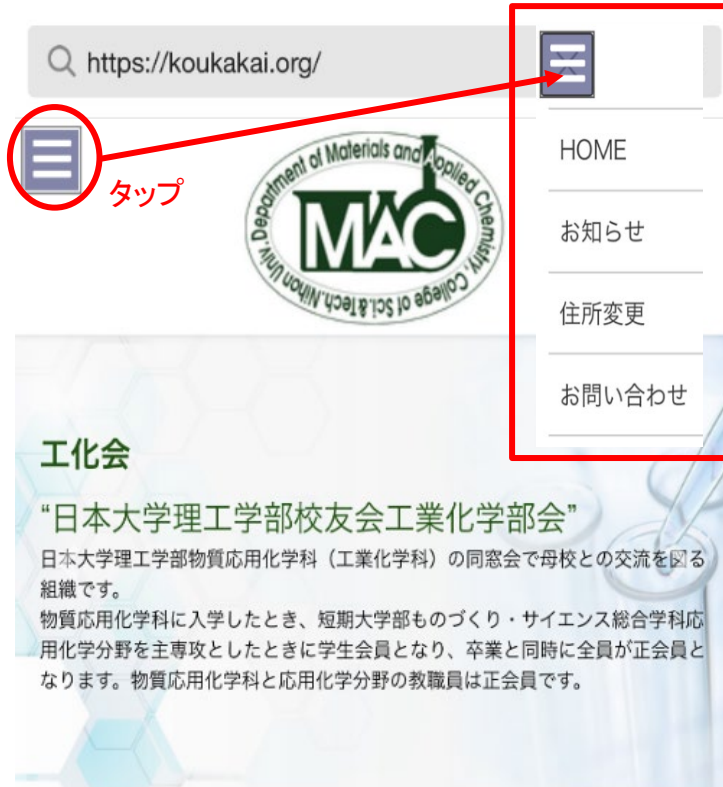 https://koukakai.org/
タップ
Department of Materials and Applied Chemistry, College of Sci.&Tech.Nihon Univ.
MAC
HOME
お知らせ
住所変更
お問い合わせ
工化会
“日本大学理工学部校友会工業化学部会”
日本大学理工学部物質応用化学科（工業化学科）の同窓会で母校との交流を図る
組織です。
物質応用化学科に入学したとき、短期大学部ものづくり・サイエンス総合学科応
用化学分野を主専攻としたときに学生会員となり、卒業と同時に全員が正会員と
なります。物質応用化学科と応用化学分野の教職員は正会員です。